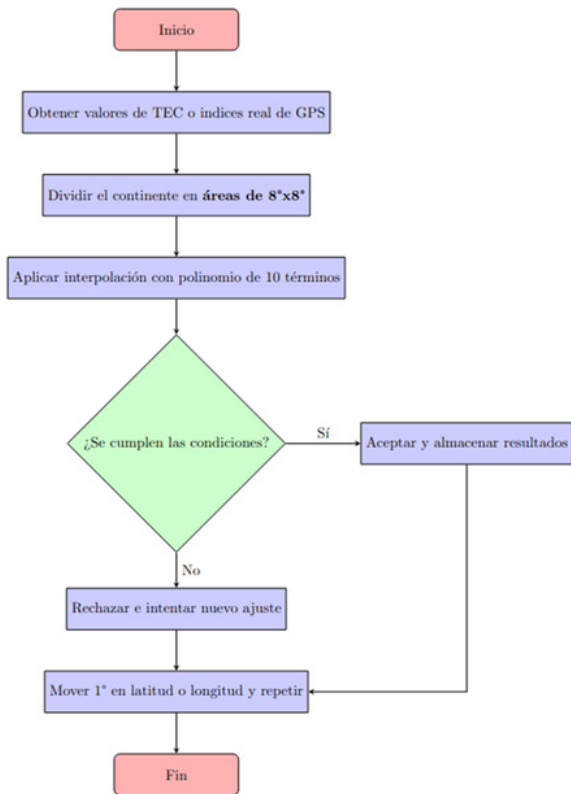 Inicio
Obtener valores de TEC o indices real de GPS
Dividir el continente en áreas de 8°x8°
Aplicar interpolación con polinomio de 10 términos
¿Se cumplen las condiciones?
Sí
Aceptar y almacenar resultados
No
Rechazar e intentar nuevo ajuste
Mover 1° en latitud o longitud y repetir
Fin